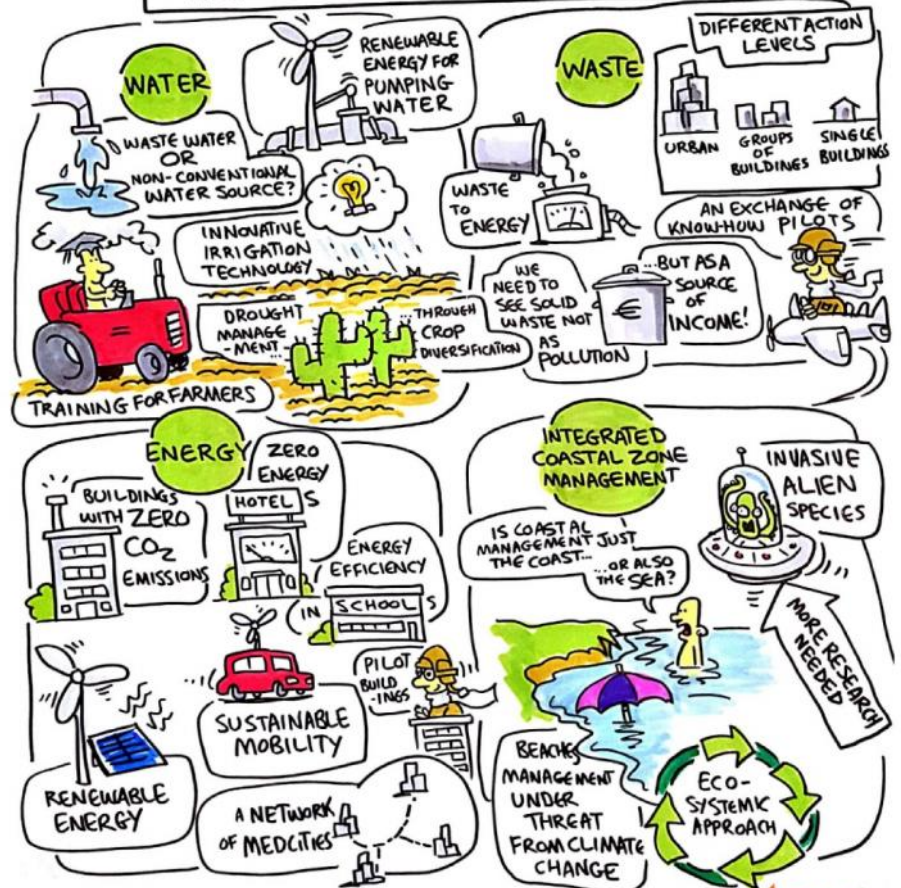 WATER
RENEWABLE
ENERGY FOR
PUMPING
WATER
WASTE WATER
OR
NON-CONVENTIONAL
WATER SOURCE?
INNOVATIVE
IRRIGATION
TECHNOLOGY
DROUGHT
MANAGE
-MENT...
...THROUGH
CROP
DIVERSIFICATION
TRAINING FOR FARMERS
WASTE
DIFFERENT ACTION
LEVELS
URBAN
GROUPS
OF
BUILDINGS
SINGLE
BUILDINGS
WASTE
TO
ENERGY
AN EXCHANGE OF
KNOW-HOW PILOTS
WE
NEED TO
SEE SOLID
WASTE NOT
AS
POLLUTION
€
...BUT AS A
SOURCE
OF
INCOME!
ENERGY
BUILDINGS
WITH ZERO
CO2
EMISSIONS
ZERO
ENERGY
HOTELS
ENERGY
EFFICIENCY
IN SCHOOLS
PILOT
BUILD
-INGS
SUSTAINABLE
MOBILITY
RENEWABLE
ENERGY
A NETWORK
OF MEDCITIES
INTEGRATED
COASTAL ZONE
MANAGEMENT
INVASIVE
ALIEN
SPECIES
IS COASTAL
MANAGEMENT JUST
THE COAST...
...OR ALSO
THE SEA?
MORE RESEARCH
NEEDED
BEACHES
MANAGEMENT
UNDER
THREAT
FROM CLIMATE
CHANGE
ECO-
SYSTEMIC
APPROACH